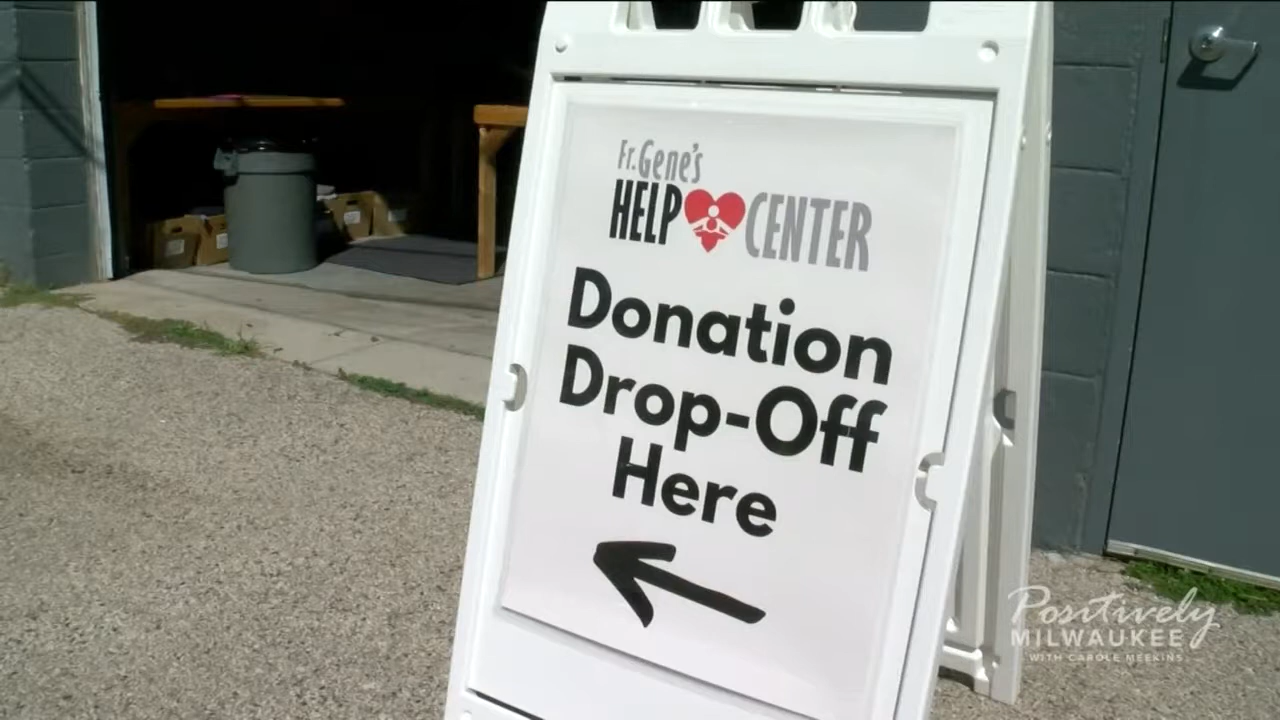 Fr. Gene's
HELP CENTER
Donation
Drop-Off
Here
Positively
MILWAUKEE
WITH CAROLE MEEKINS